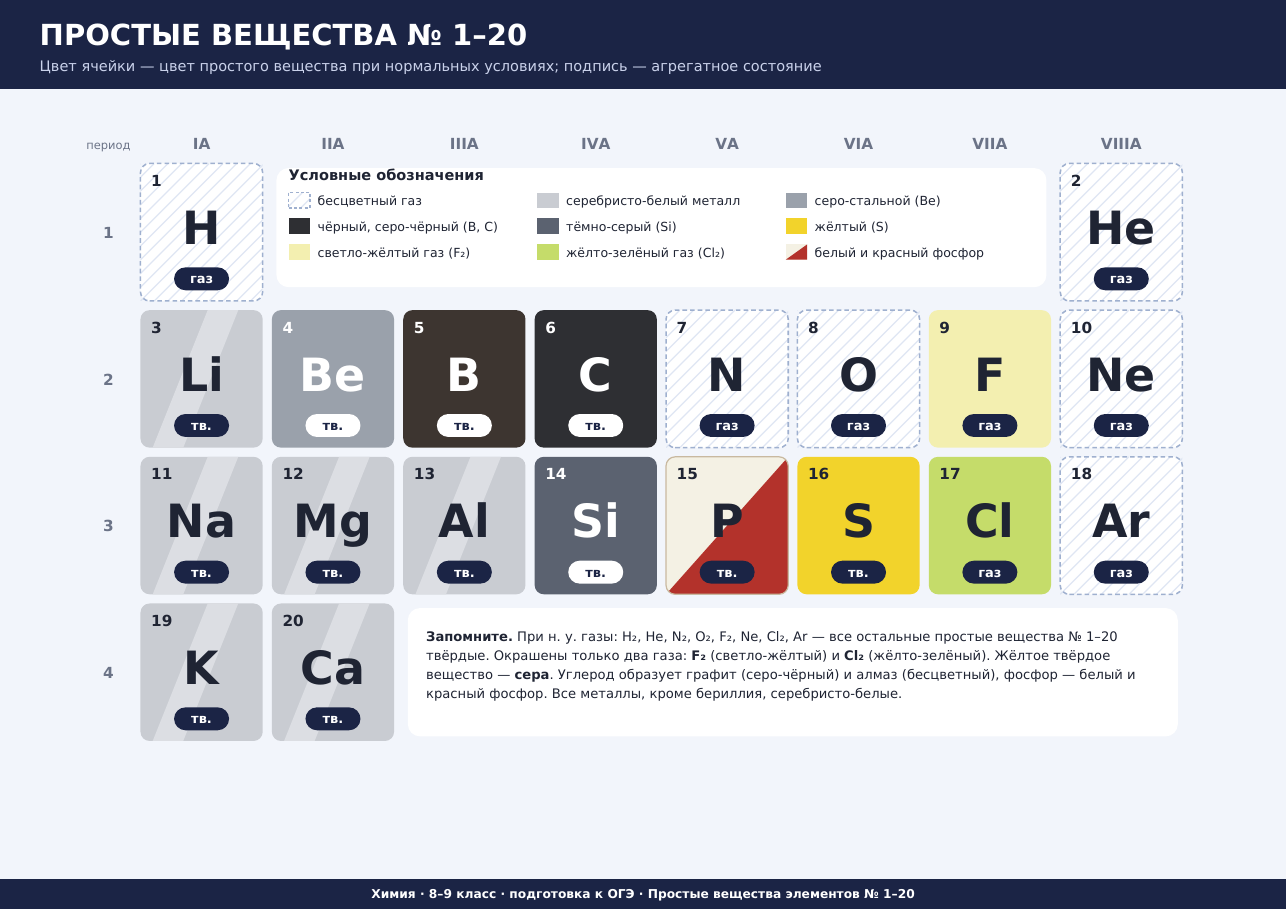 ПРОСТЫЕ ВЕЩЕСТВА № 1–20
Цвет ячейки — цвет простого вещества при нормальных условиях; подпись — агрегатное состояние
период IA IIA IIIA IVA VA VIA VIIA VIIIA
1
1
H
газ
Условные обозначения
бесцветный газ
серебристо-белый металл
серо-стальной (Be)
чёрный, серо-чёрный (B, C)
тёмно-серый (Si)
жёлтый (S)
светло-жёлтый газ (F₂)
жёлто-зелёный газ (Cl₂)
белый и красный фосфор
2
He
газ
2
3
Li
тв.
4
Be
тв.
5
B
тв.
6
C
тв.
7
N
газ
8
O
газ
9
F
газ
10
Ne
газ
3
11
Na
тв.
12
Mg
тв.
13
Al
тв.
14
Si
тв.
15
P
тв.
16
S
тв.
17
Cl
газ
18
Ar
газ
4
19
K
тв.
20
Ca
тв.
Запомните. При н. у. газы: H₂, He, N₂, O₂, F₂, Ne, Cl₂, Ar — все остальные простые вещества № 1–20
твёрдые. Окрашены только два газа: F₂ (светло-жёлтый) и Cl₂ (жёлто-зелёный). Жёлтое твёрдое
вещество — сера. Углерод образует графит (серо-чёрный) и алмаз (бесцветный), фосфор — белый и
красный фосфор. Все металлы, кроме бериллия, серебристо-белые.
Химия · 8–9 класс · подготовка к ОГЭ · Простые вещества элементов № 1–20